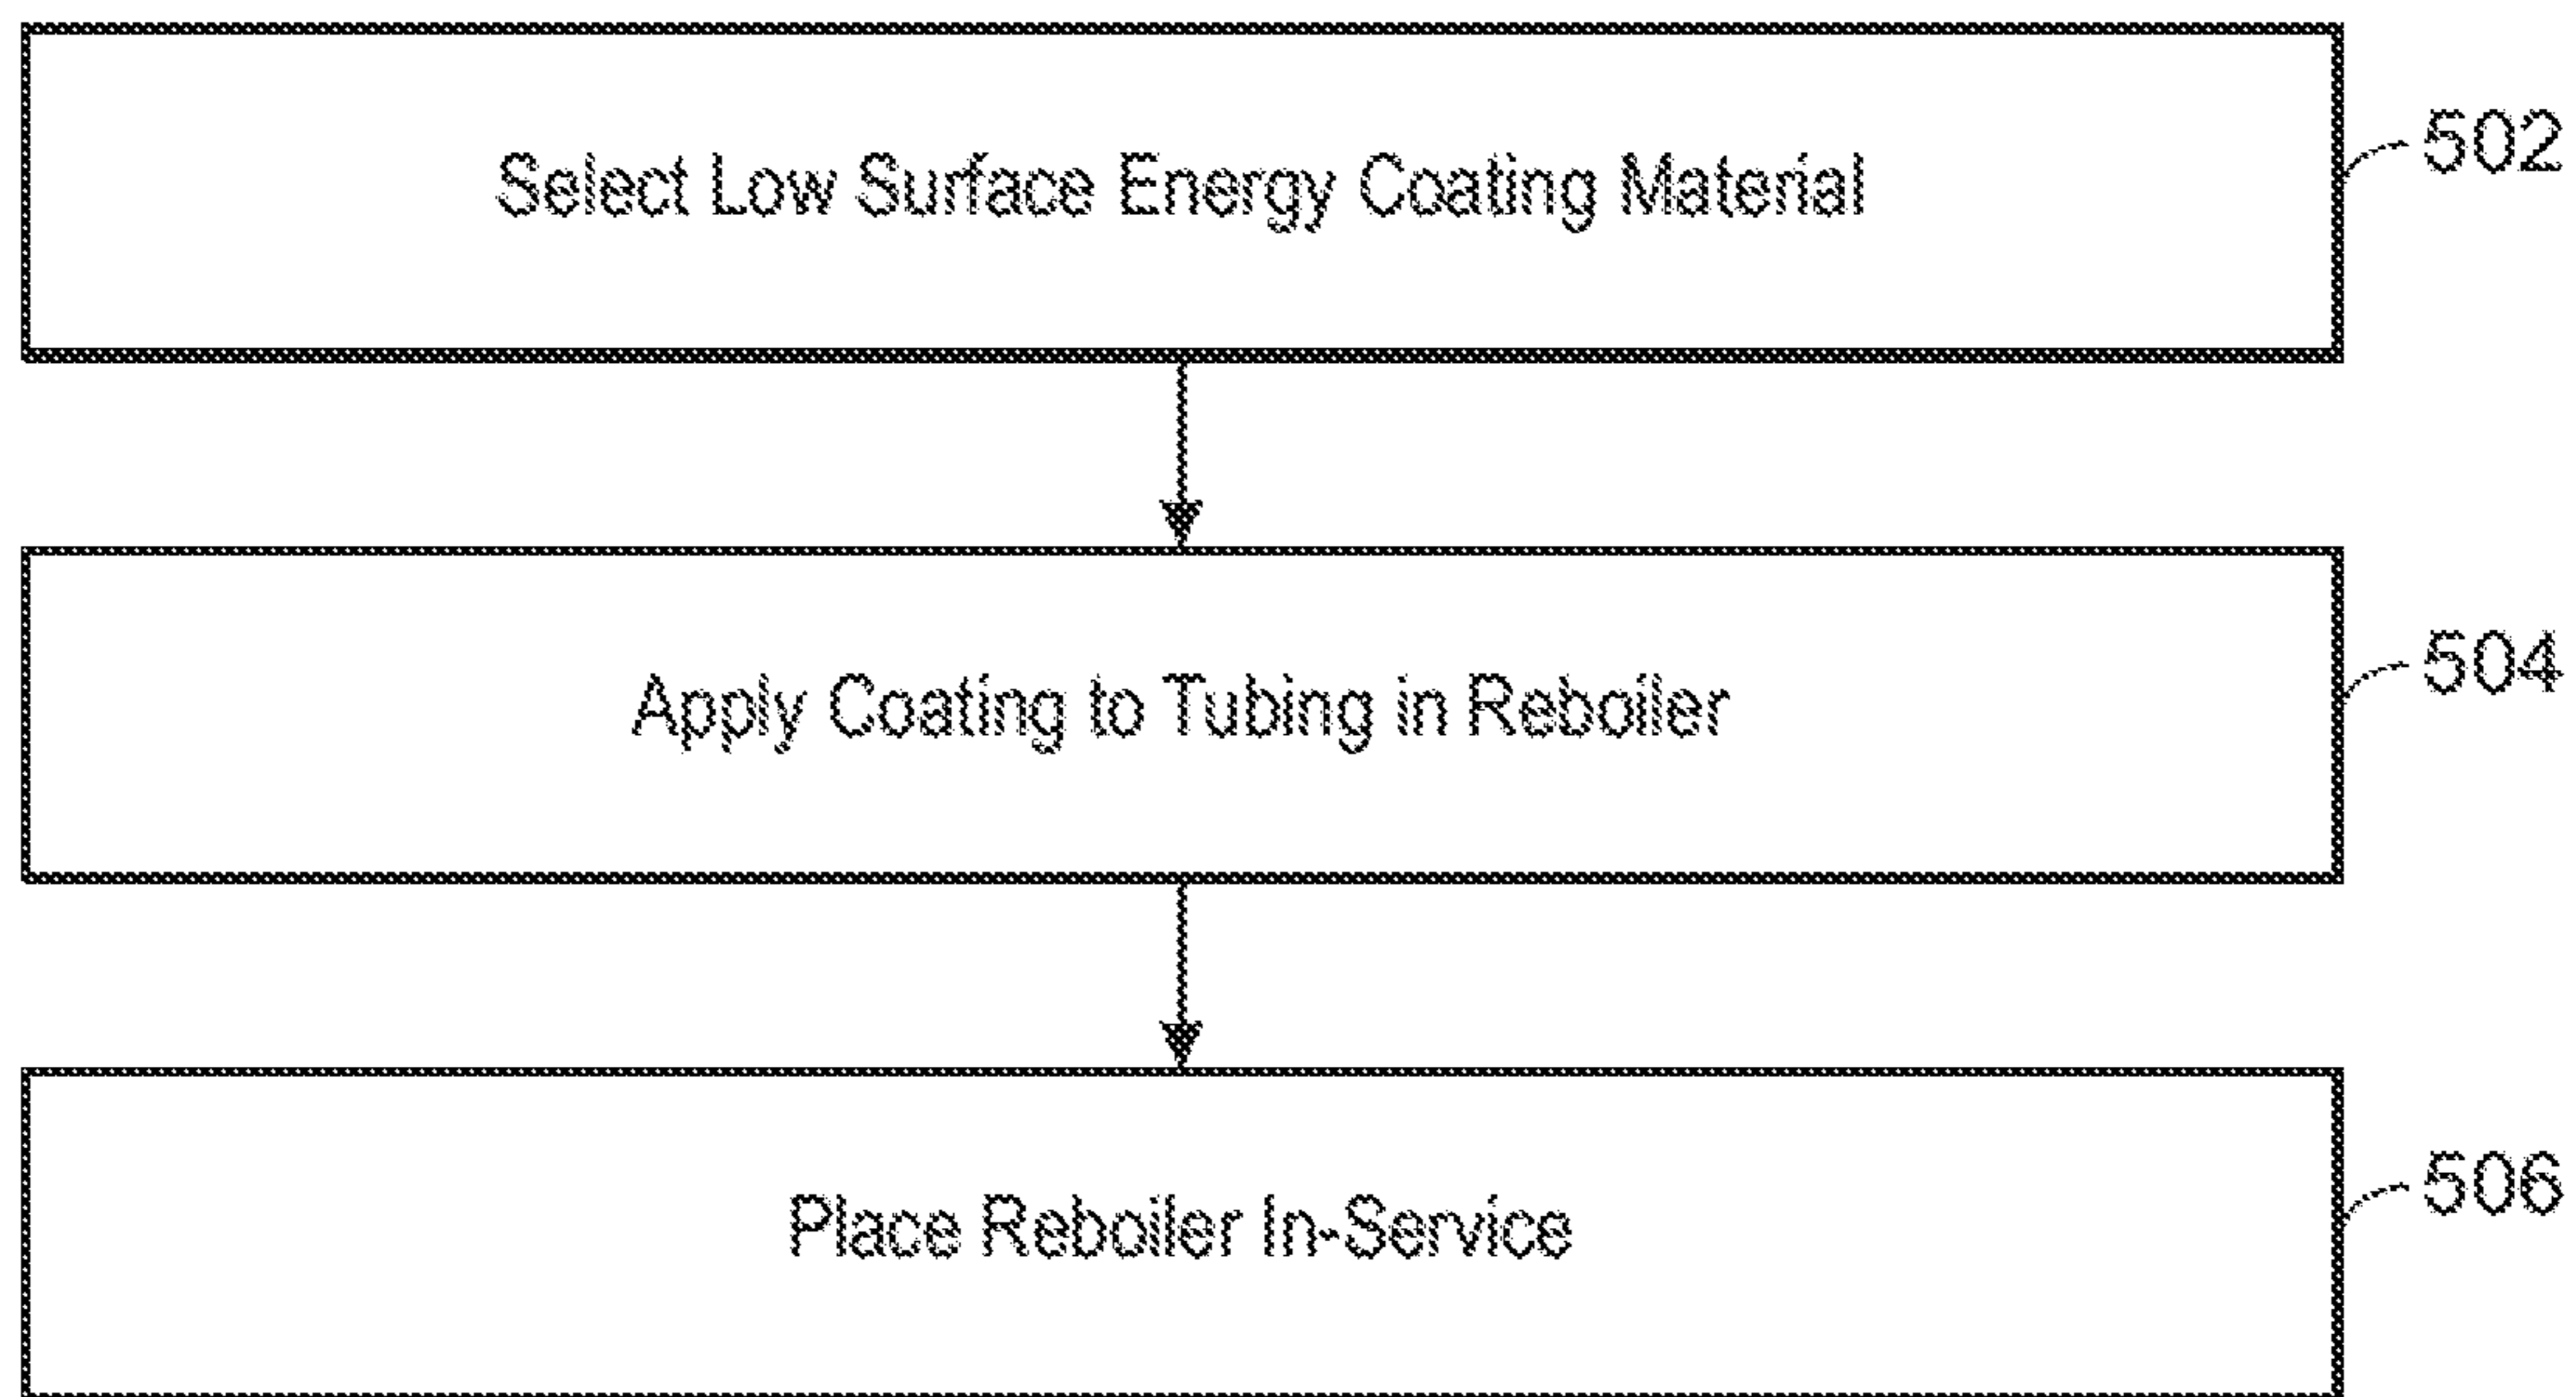 Select Low Surface Energy Coating Material
502
Apply Coating to Tubing in Reboiler
504
Place Reboiler In-Service
506